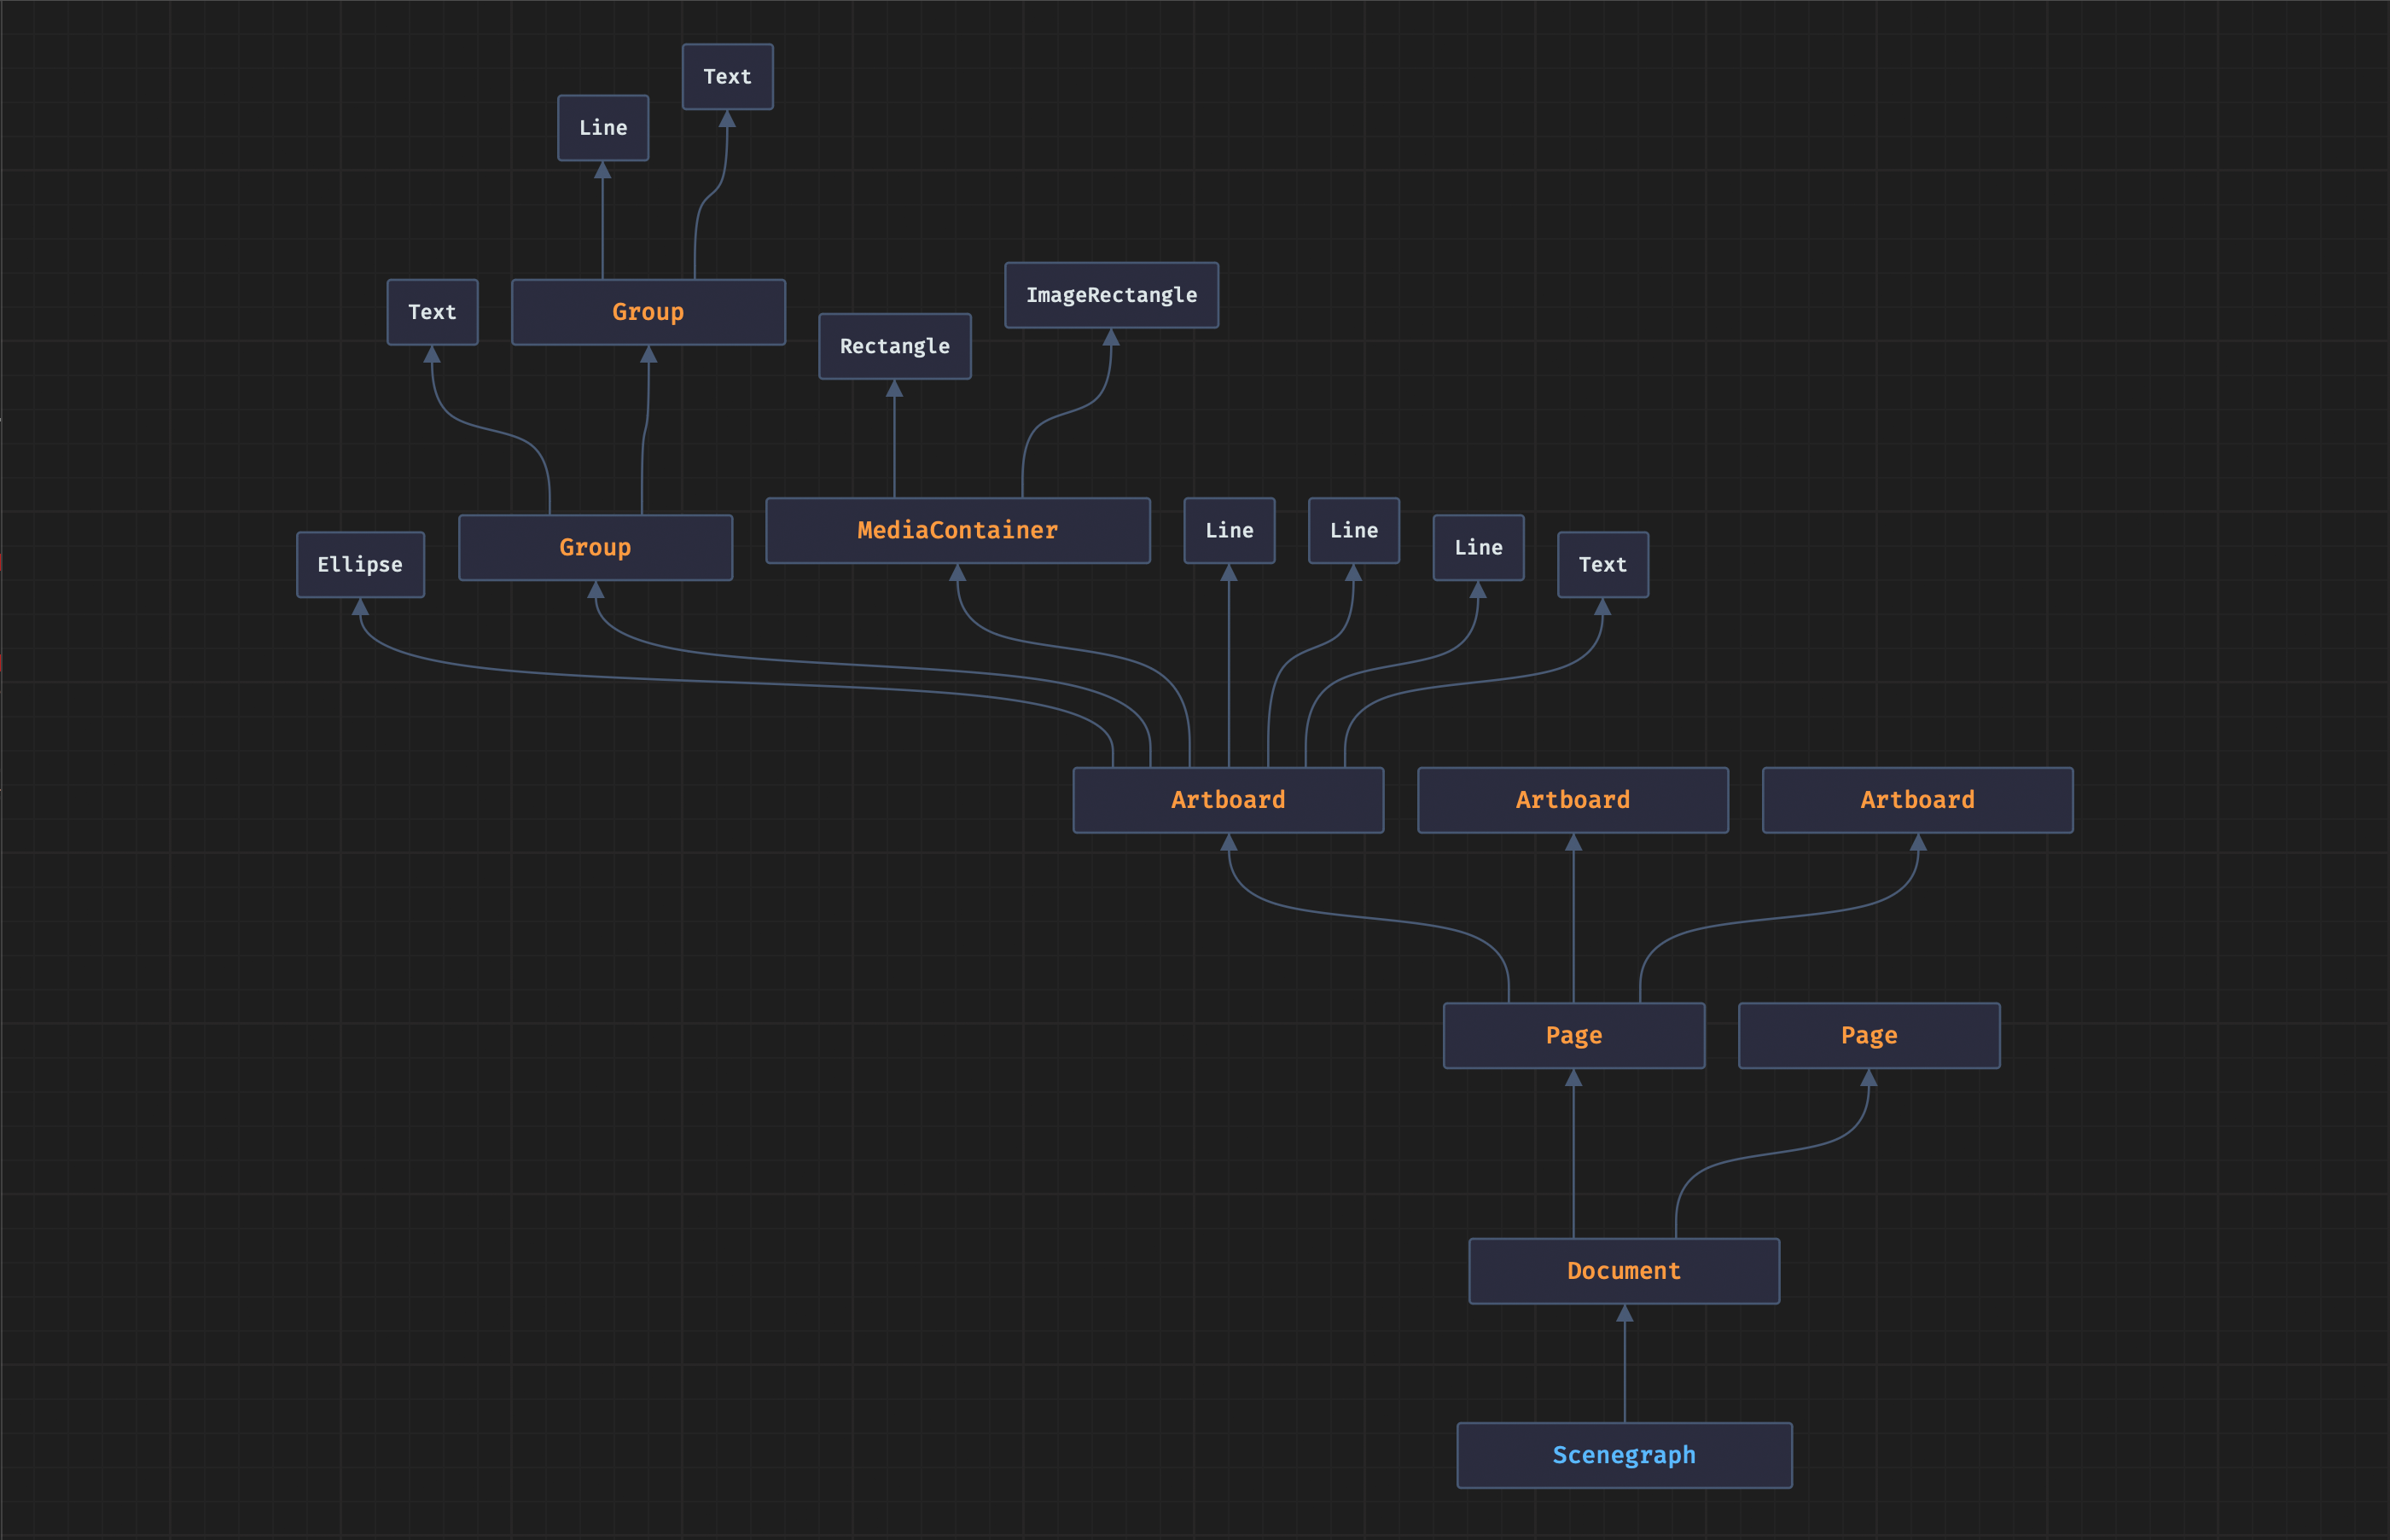 Text
Line
Text
Group
ImageRectangle
Rectangle
Ellipse
Group
MediaContainer
Line
Line
Line
Text
Artboard
Artboard
Artboard
Page
Page
Document
Scenegraph